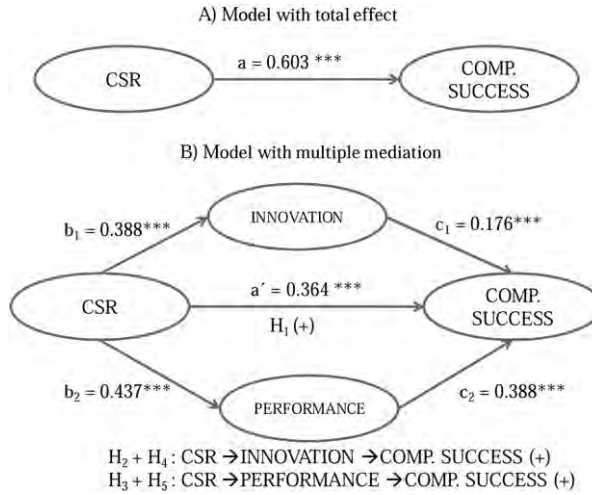 A) Model with total effect
CSR
a = 0.603 ***
COMP.
SUCCESS
B) Model with multiple mediation
INNOVATION
b₁ = 0.388***
c₁ = 0.176***
CSR
a´ = 0.364 ***
H₁ (+)
COMP.
SUCCESS
b₂ = 0.437***
PERFORMANCE
c₂ = 0.388***
H₂ + H₄ : CSR →INNOVATION →COMP. SUCCESS (+)
H₃ + H₅ : CSR →PERFORMANCE →COMP. SUCCESS (+)